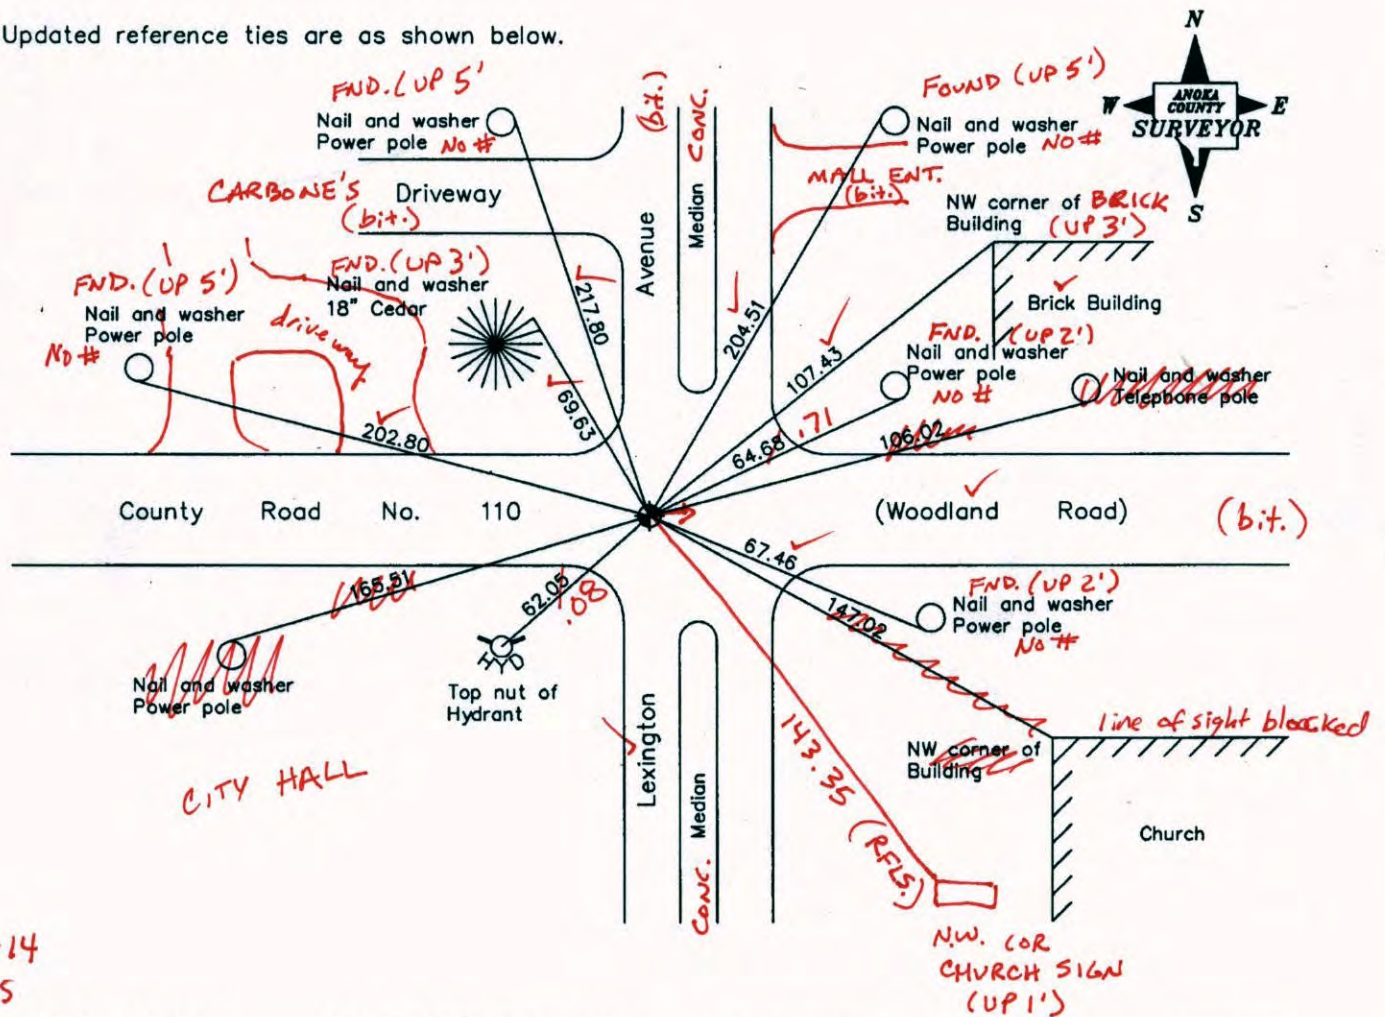 Updated reference ties are as shown below.
N
W
ANOKA
COUNTY
E
SURVEYOR
S
FND. (UP 5'
Nail and washer
Power pole NO #
(bit.)
Median CONC.
FOUND (UP 5')
Nail and washer
Power pole NO #
CARBONE'S
Driveway
(bit.)
Avenue
MALL ENT.
(bit.)
NW corner of BRICK
Building (UP 3')
FND. (UP 5')
Nail and washer
Power pole
NO #
driveway
FND. (UP 3')
Nail and washer
18" Cedar
217.80
204.51
107.43
Brick Building
FND. (UP 2')
Nail and washer
Power pole
NO #
Nail and washer
Telephone pole
202.80
69.63
64.68 .71
106.02
County Road No. 110
(Woodland Road)
(bit.)
165.51
62.05 .08
67.46
147.02
FND. (UP 2')
Nail and washer
Power pole
NO #
Nail and washer
Power pole
HYD
Top nut of
Hydrant
CITY HALL
Lexington
CONC. Median
143.35 (RFLS.)
NW corner of
Building
line of sight bloocked
Church
N.W. COR
CHURCH SIGN
(UP 1')
14
S